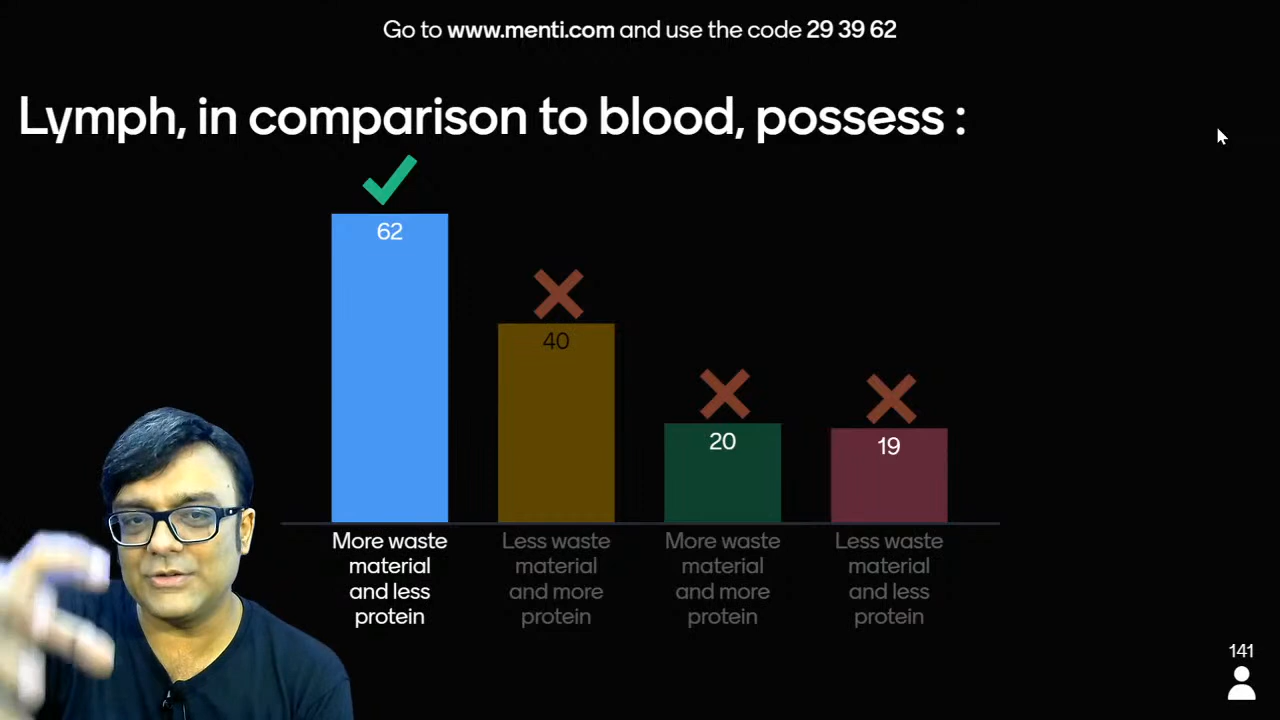 Go to www.menti.com and use the code 29 39 62
Lymph, in comparison to blood, possess :
62
40
20
19
More waste
material
and less
protein
Less waste
material
and more
protein
More waste
material
and more
protein
Less waste
material
and less
protein
141